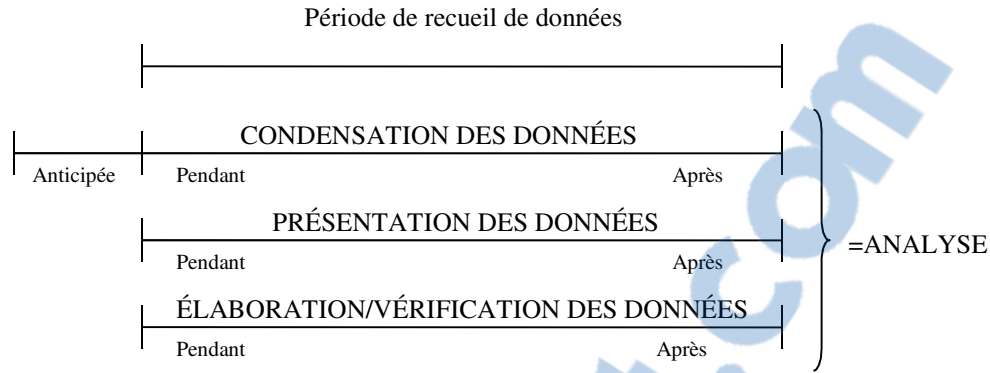 Période de recueil de données
CONDENSATION DES DONNÉES
Anticipée Pendant Après
PRÉSENTATION DES DONNÉES
Pendant Après
=ANALYSE
ÉLABORATION/VÉRIFICATION DES DONNÉES
Pendant Après
.com